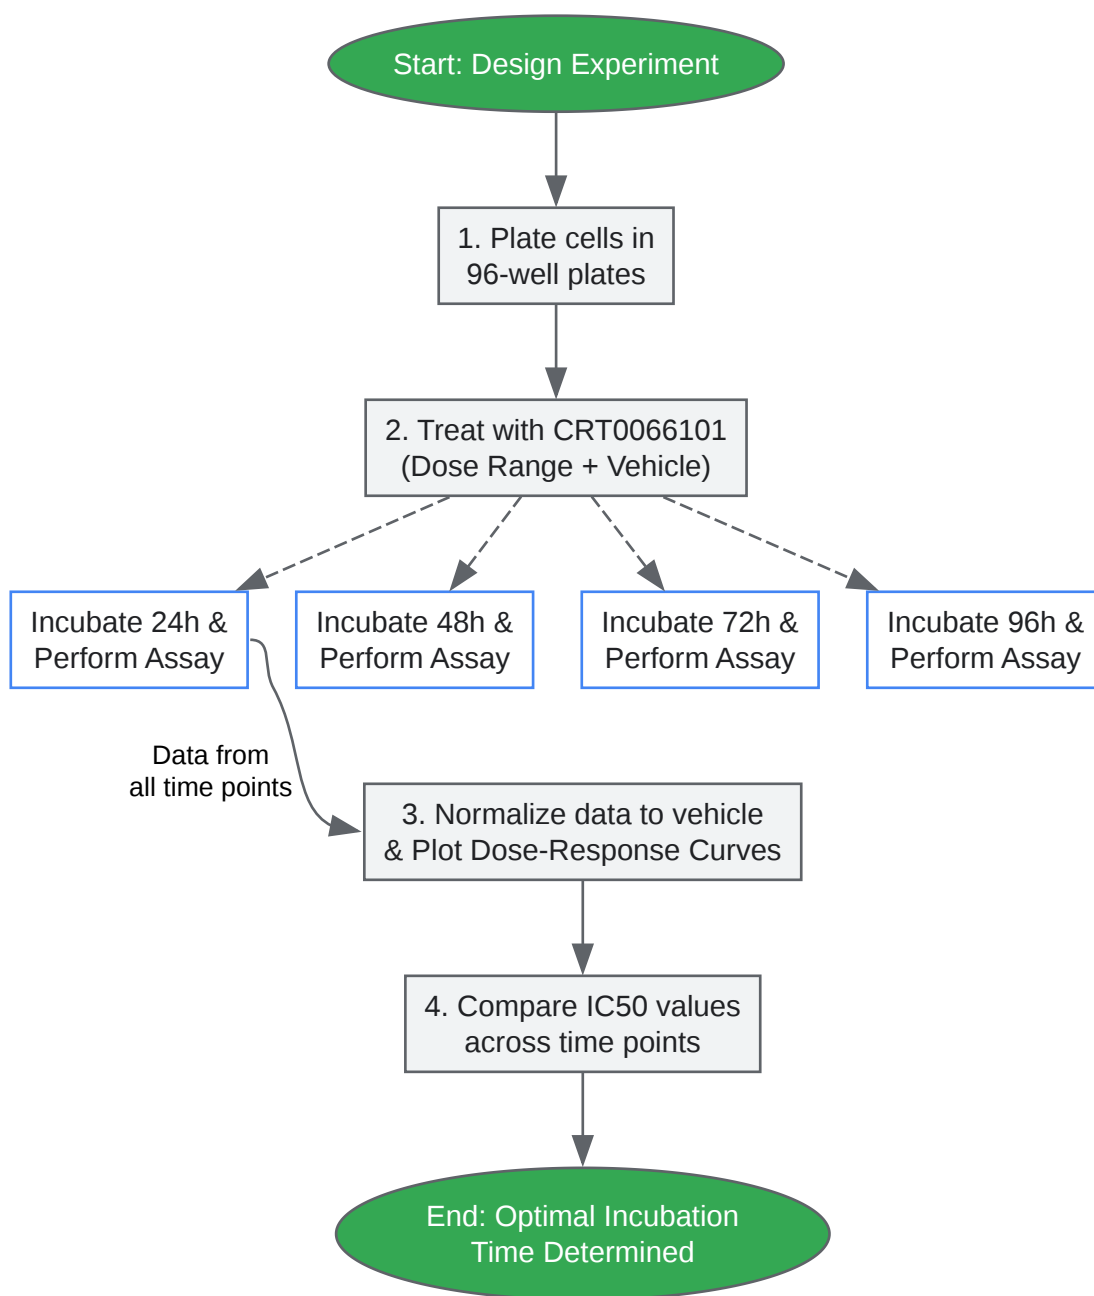 Start: Design Experiment
1. Plate cells in
96-well plates
2. Treat with CRT0066101
(Dose Range + Vehicle)
Incubate 24h &
Perform Assay
Incubate 48h &
Perform Assay
Incubate 72h &
Perform Assay
Incubate 96h &
Perform Assay
Data from
all time points
3. Normalize data to vehicle
& Plot Dose-Response Curves
4. Compare IC50 values
across time points
End: Optimal Incubation
Time Determined